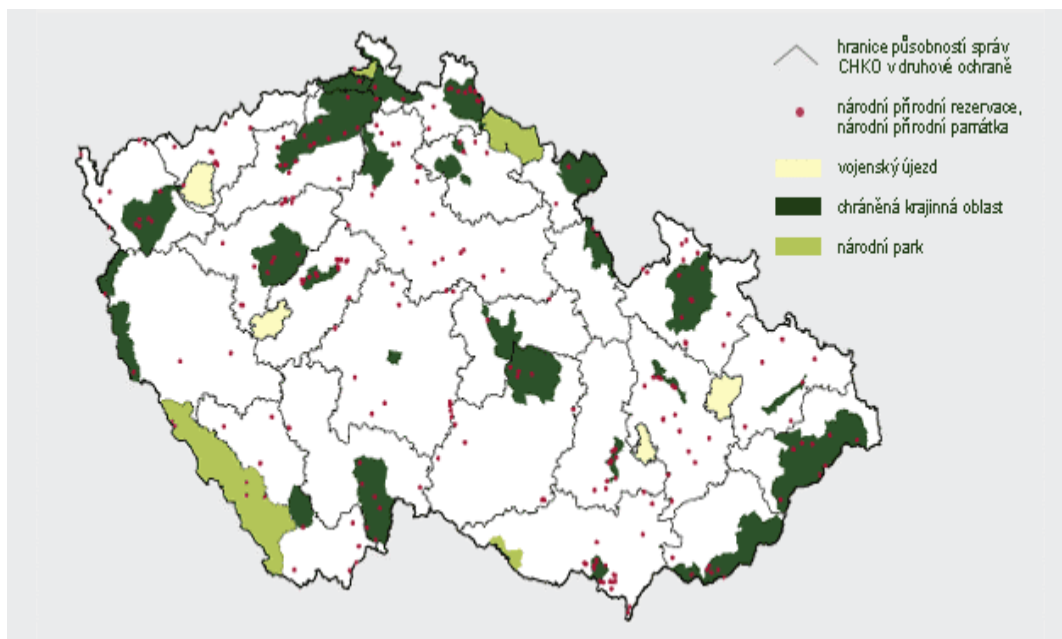 hranice působností správ
CHKO v druhové ochraně
národní přírodní rezervace,
národní přírodní památka
vojenský újezd
chráněná krajinná oblast
národní park